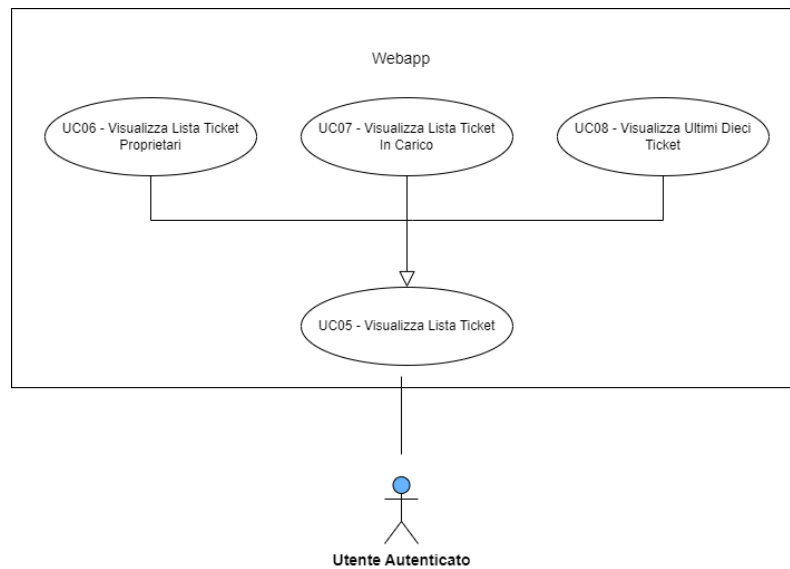 Webapp
UC06 - Visualizza Lista Ticket
Proprietari
UC07 - Visualizza Lista Ticket
In Carico
UC08 - Visualizza Ultimi Dieci
Ticket
UC05 - Visualizza Lista Ticket
Utente Autenticato